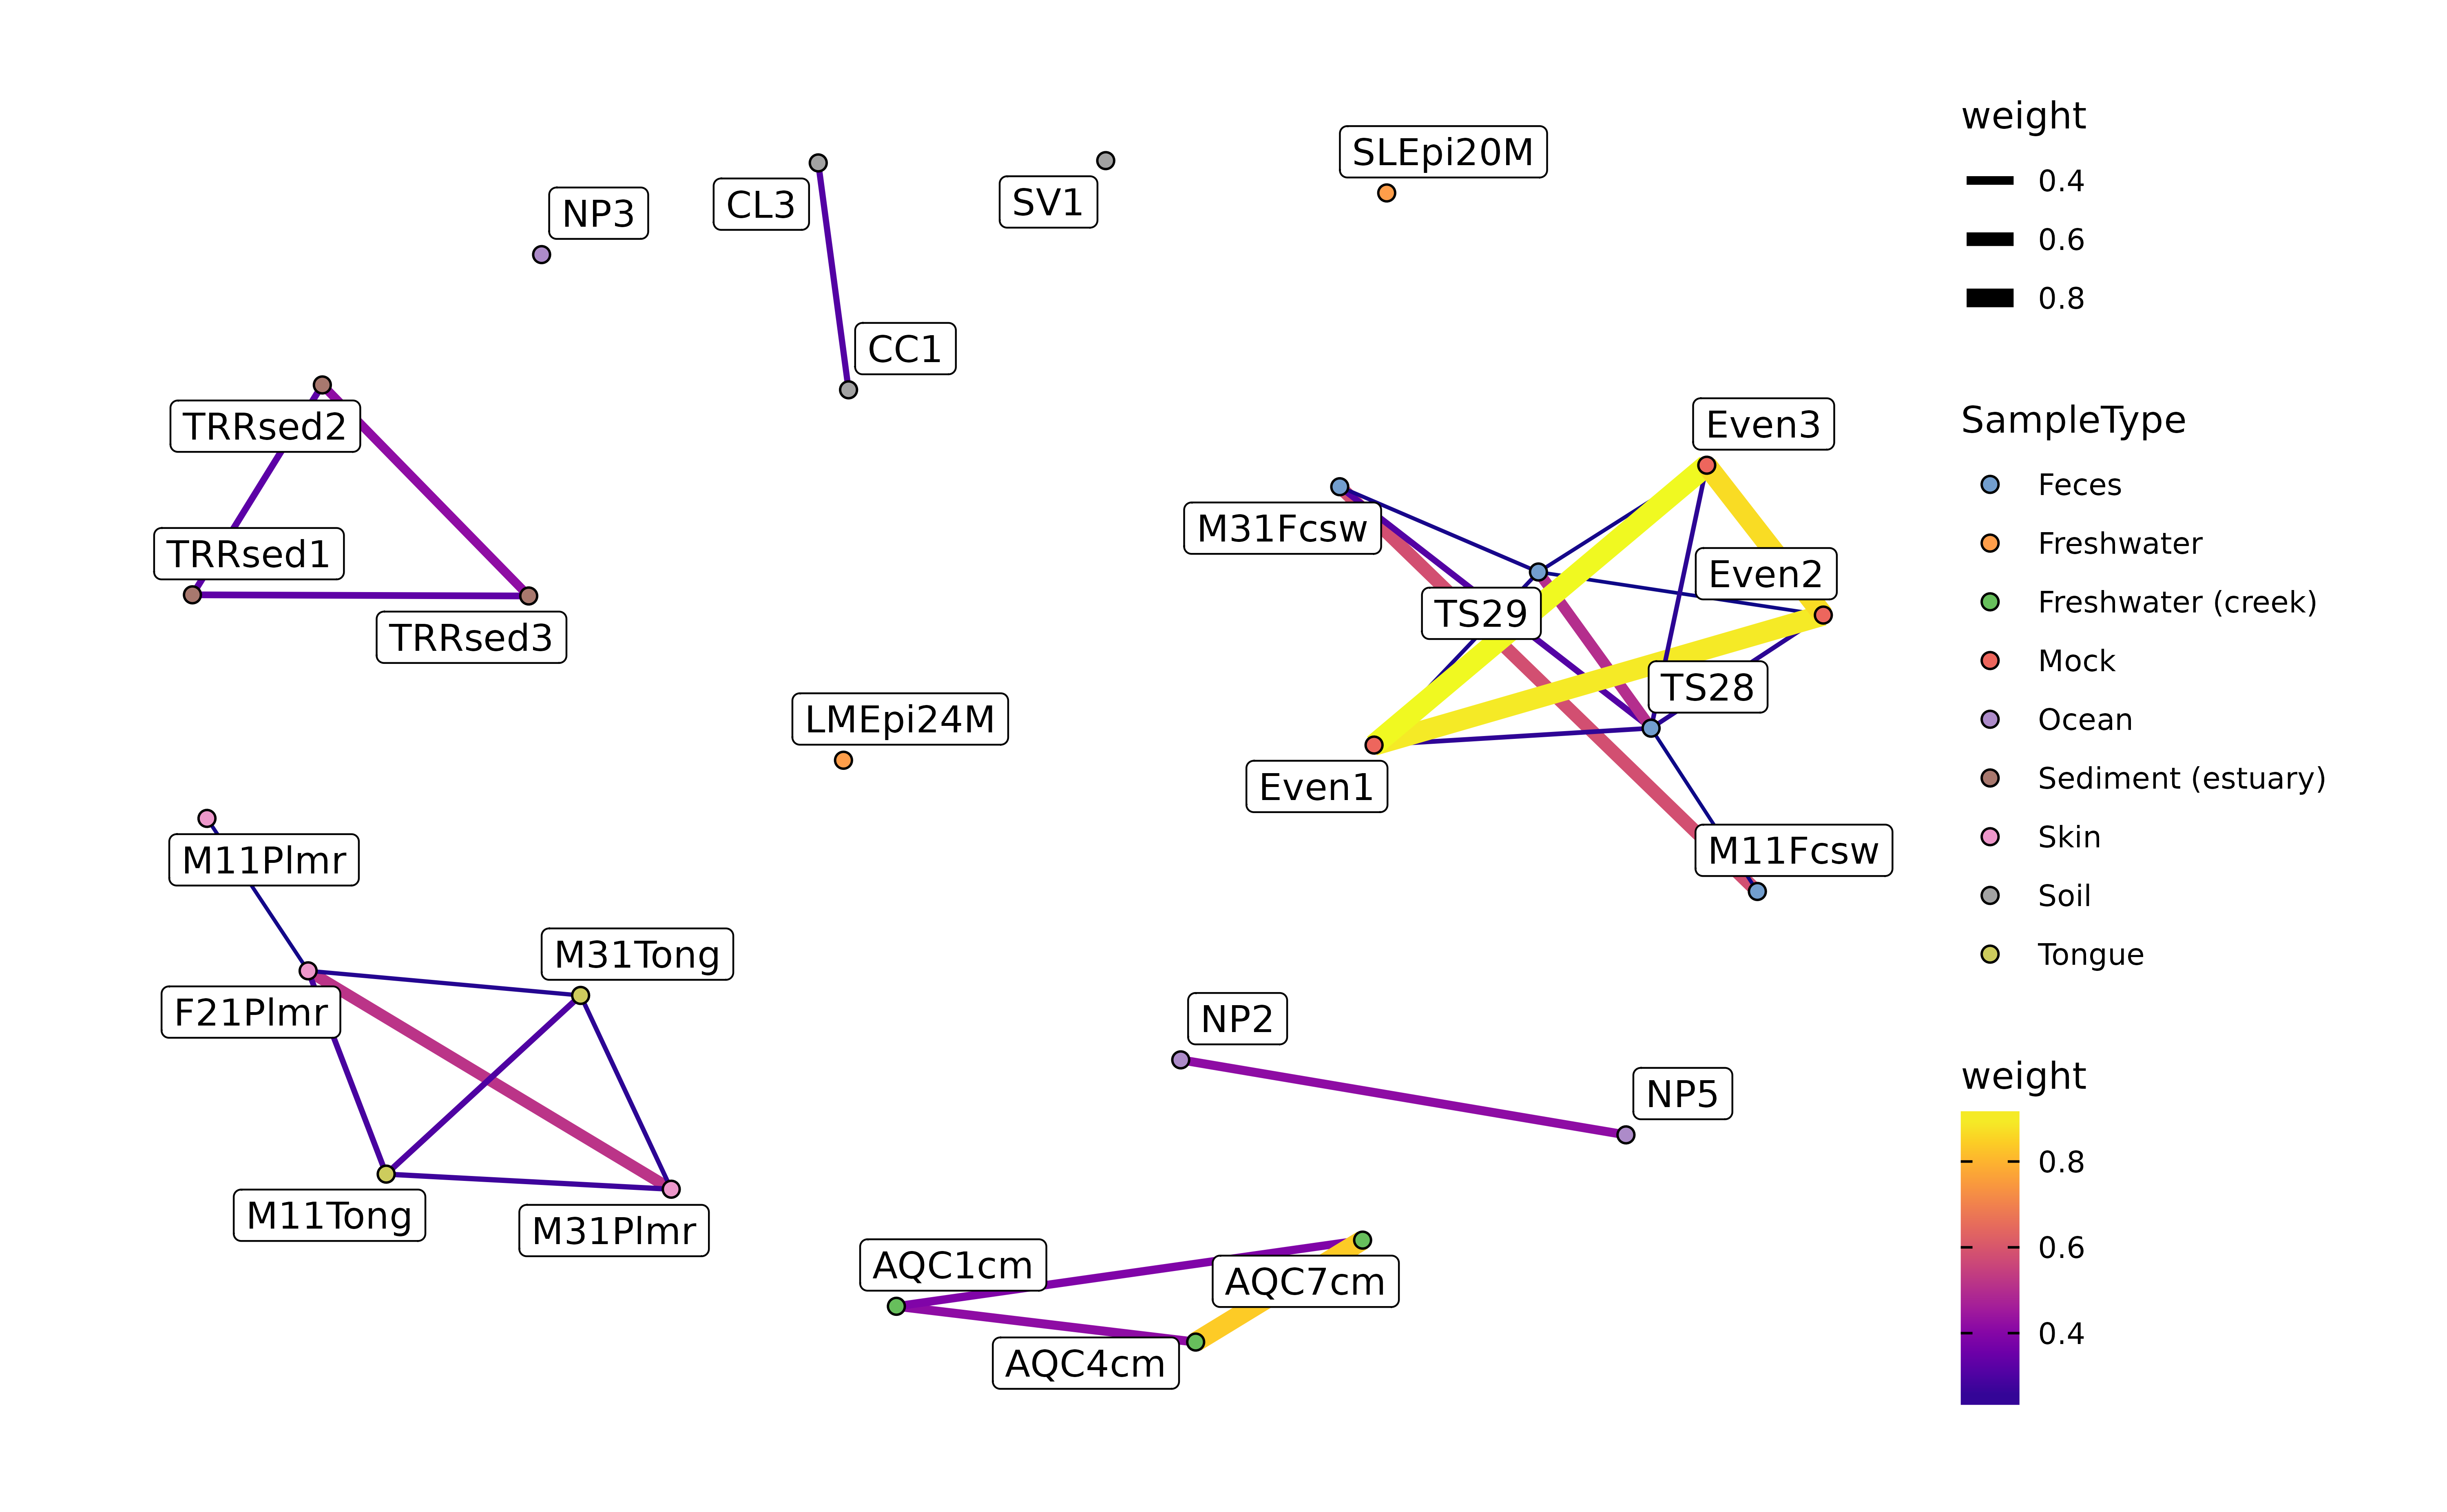 SLEpi20M
CL3
SV1
NP3
CC1
Even3
TRRsed2
M31Fcsw
TRRsed1
Even2
TS29
TRRsed3
TS28
LMEpi24M
Even1
M11Plmr
M11Fcsw
M31Tong
F21Plmr
NP2
NP5
M11Tong
M31Plmr
AQC1cm
AQC7cm
AQC4cm
weight
0.4
0.6
0.8
SampleType
Feces
Freshwater
Freshwater (creek)
Mock
Ocean
Sediment (estuary)
Skin
Soil
Tongue
weight
0.8
0.6
0.4